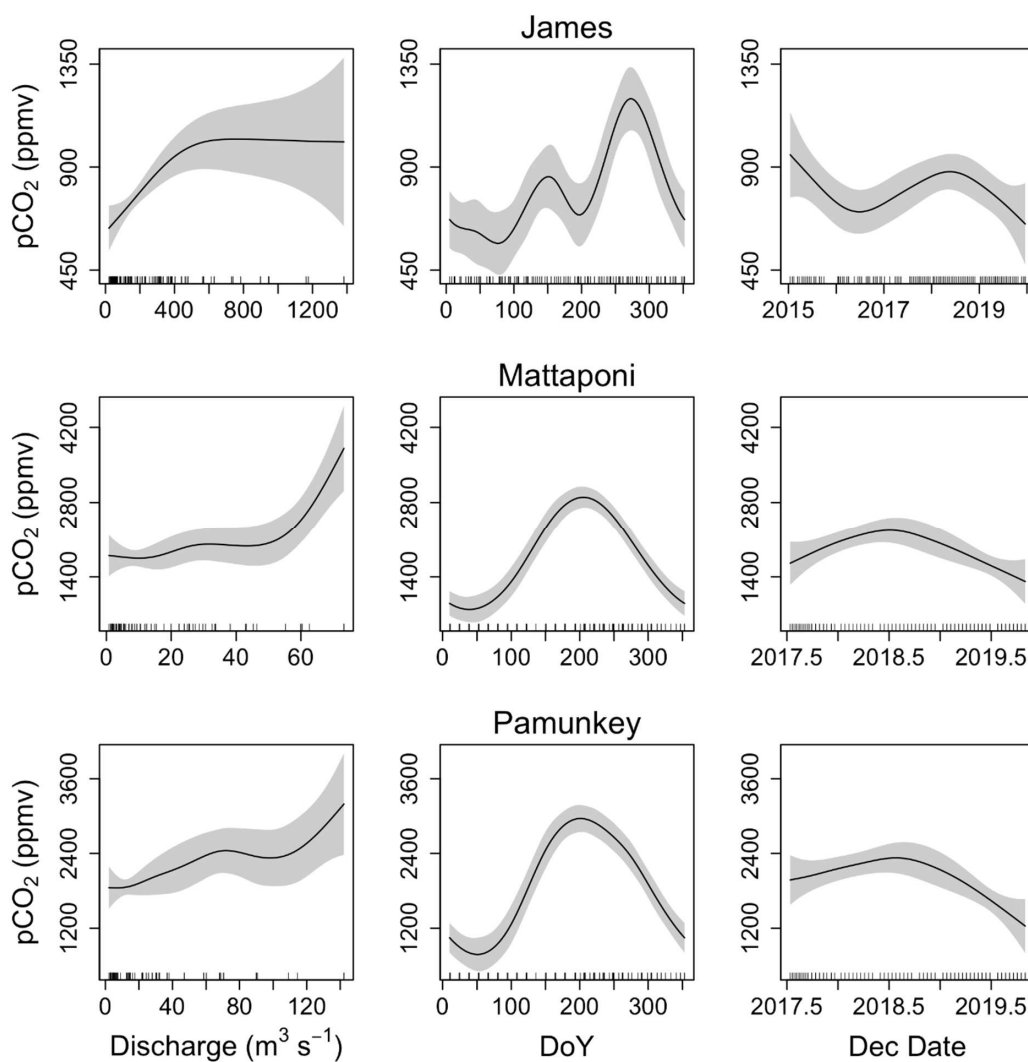 James
pCO₂ (ppmv)
450 900 1350
0 400 800 1200
450 900 1350
0 100 200 300
450 900 1350
2015 2017 2019
Mattaponi
pCO₂ (ppmv)
1400 2800 4200
0 20 40 60
1400 2800 4200
0 100 200 300
1400 2800 4200
2017.5 2018.5 2019.5
Pamunkey
pCO₂ (ppmv)
1200 2400 3600
0 40 80 120
1200 2400 3600
0 100 200 300
1200 2400 3600
2017.5 2018.5 2019.5
Discharge (m³ s⁻¹)
DoY
Dec Date